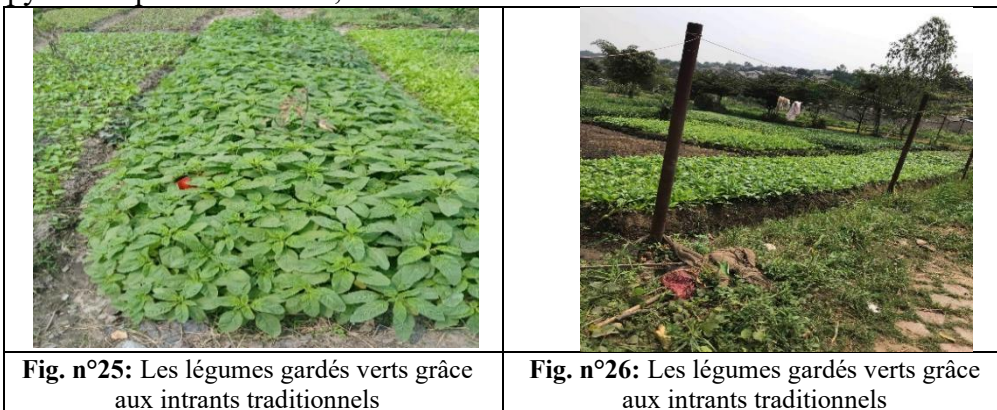 Fig. n°25: Les légumes gardés verts grâce
aux intrants traditionnels
Fig. n°26: Les légumes gardés verts grâce
aux intrants traditionnels